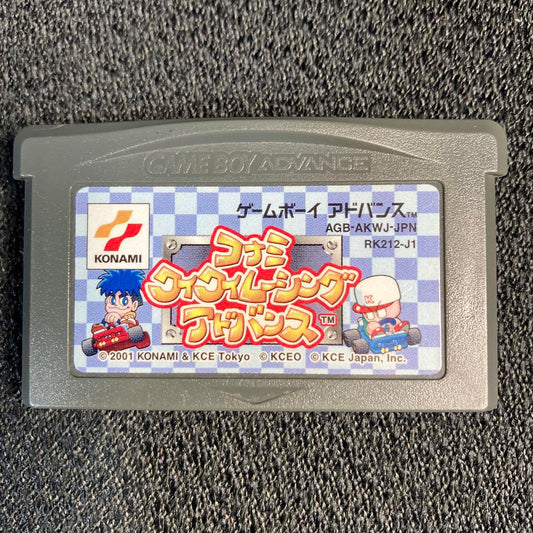 GAME BOY ADVANCE
KONAMI
ゲームボーイ アドバンス™
AGB-AKWJ-JPN
RK212-J1
コナミ
ワイワイレーシング
アドバンス™
K
© 2001 KONAMI & KCE Tokyo © KCEO © KCE Japan, Inc.